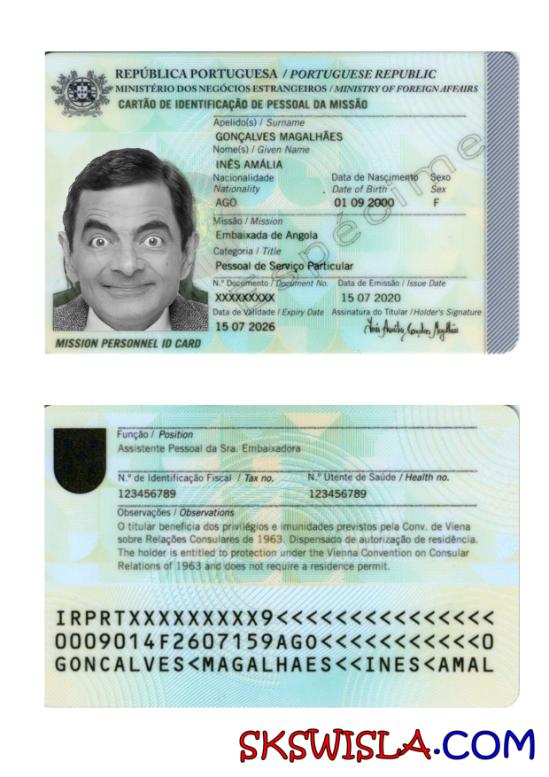 REPÚBLICA PORTUGUESA / PORTUGUESE REPUBLIC
MINISTÉRIO DOS NEGÓCIOS ESTRANGEIROS / MINISTRY OF FOREIGN AFFAIRS
CARTÃO DE IDENTIFICAÇÃO DE PESSOAL DA MISSÃO
Apelido(s) / Surname
GONÇALVES MAGALHÃES
Nome(s) / Given Name
INÊS AMÁLIA
Nacionalidade Data de Nascimento Sexo
Nationality Date of Birth Sex
AGO 01 09 2000 F
Missão / Mission
Embaixada de Angola
Categoria / Title
Pessoal de Serviço Particular
N.º Documento / Document No. Data de Emissão / Issue Date
XXXXXXXXX 15 07 2020
Data de Validade / Expiry Date Assinatura do Titular / Holder's Signature
15 07 2026
Espécime
MISSION PERSONNEL ID CARD
Função / Position
Assistente Pessoal da Sra. Embaixadora
N.º de Identificação Fiscal / Tax no. N.º Utente de Saúde / Health no.
123456789 123456789
Observações / Observations
O titular beneficia dos privilégios e imunidades previstos pela Conv. de Viena
sobre Relações Consulares de 1963. Dispensado de autorização de residência.
The holder is entitled to protection under the Vienna Convention on Consular
Relations of 1963 and does not require a residence permit.
IRPRTXXXXXXXXX9<<<<<<<<<<<<<<<
0009014F2607159AGO<<<<<<<<<<<0
GONCALVES<MAGALHAES<<INES<AMAL
SKSWISLA.COM